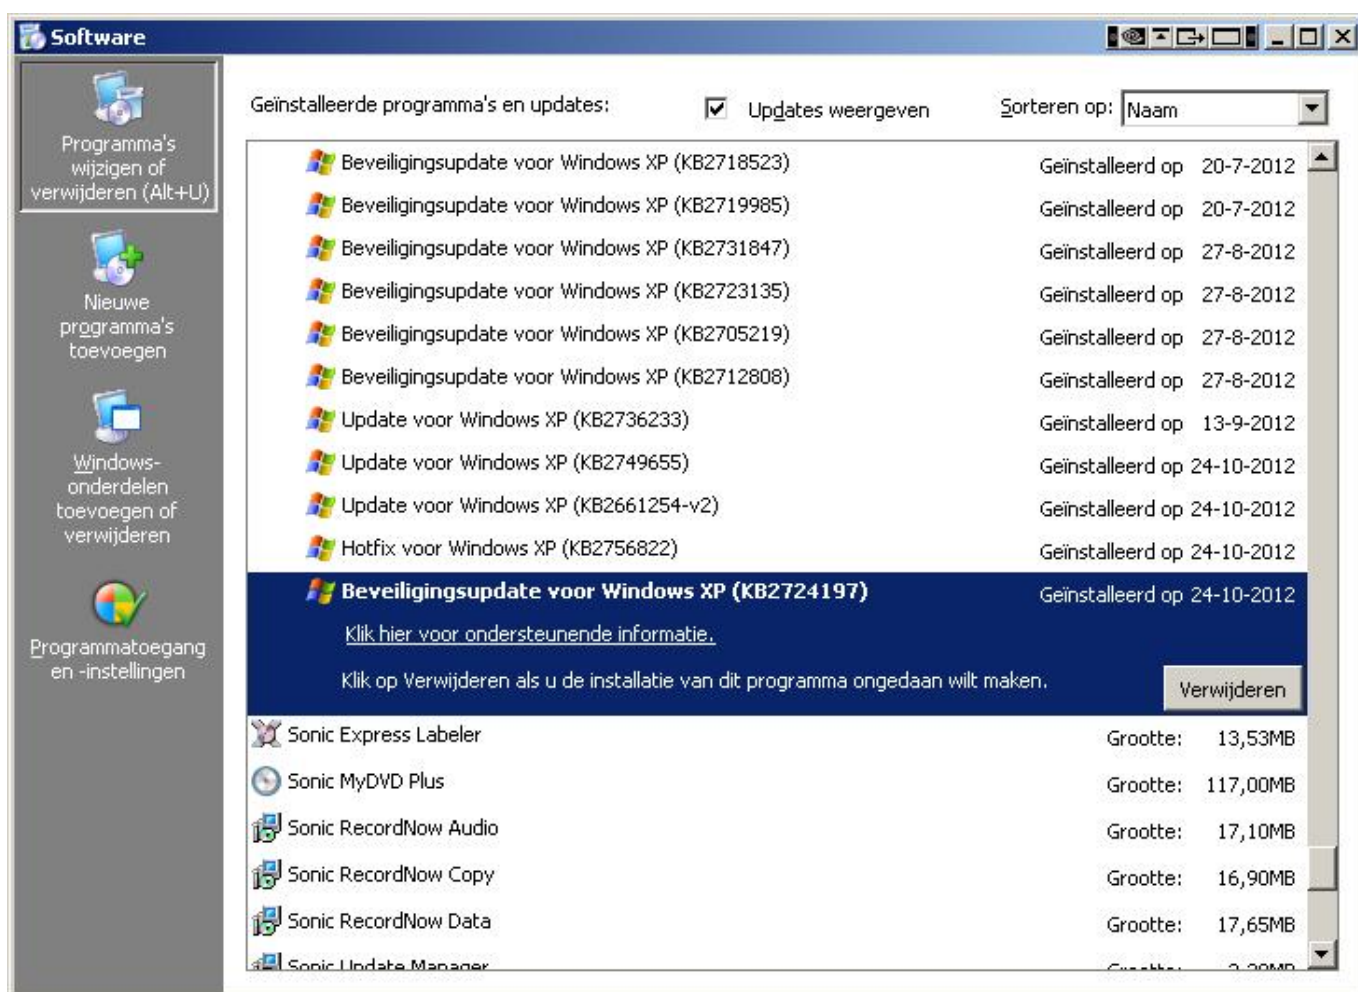 Software
Geïnstalleerde programma's en updates:
Updates weergeven
Sorteren op: Naam
Programma's
wijzigen of
verwijderen (Alt+U)
Nieuwe
programma's
toevoegen
Windows-
onderdelen
toevoegen of
verwijderen
Programmatoegang
en -instellingen
Beveiligingsupdate voor Windows XP (KB2718523) Geïnstalleerd op 20-7-2012
Beveiligingsupdate voor Windows XP (KB2719985) Geïnstalleerd op 20-7-2012
Beveiligingsupdate voor Windows XP (KB2731847) Geïnstalleerd op 27-8-2012
Beveiligingsupdate voor Windows XP (KB2723135) Geïnstalleerd op 27-8-2012
Beveiligingsupdate voor Windows XP (KB2705219) Geïnstalleerd op 27-8-2012
Beveiligingsupdate voor Windows XP (KB2712808) Geïnstalleerd op 27-8-2012
Update voor Windows XP (KB2736233) Geïnstalleerd op 13-9-2012
Update voor Windows XP (KB2749655) Geïnstalleerd op 24-10-2012
Update voor Windows XP (KB2661254-v2) Geïnstalleerd op 24-10-2012
Hotfix voor Windows XP (KB2756822) Geïnstalleerd op 24-10-2012
Beveiligingsupdate voor Windows XP (KB2724197) Geïnstalleerd op 24-10-2012
Klik hier voor ondersteunende informatie.
Klik op Verwijderen als u de installatie van dit programma ongedaan wilt maken. Verwijderen
Sonic Express Labeler Grootte: 13,53MB
Sonic MyDVD Plus Grootte: 117,00MB
Sonic RecordNow Audio Grootte: 17,10MB
Sonic RecordNow Copy Grootte: 16,90MB
Sonic RecordNow Data Grootte: 17,65MB
Sonic Update Manager